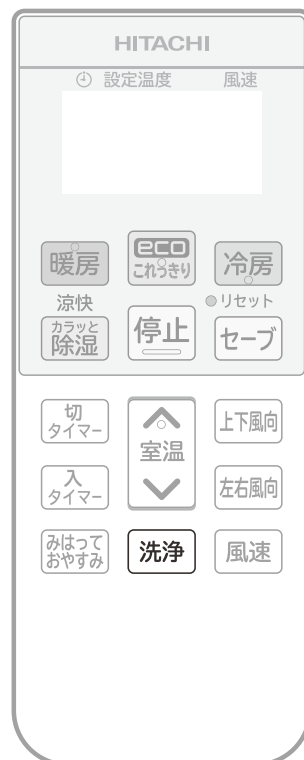 HITACHI
設定温度 風速
暖房
eco
これっきり
冷房
涼快
リセット
カラッと
除湿
停止
セーブ
切
タイマー
室温
上下風向
入
タイマー
左右風向
みはって
おやすみ
洗浄
風速